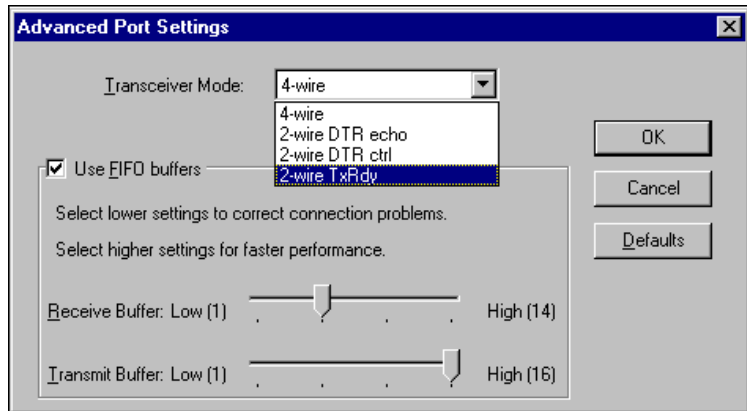 Advanced Port Settings
Transceiver Mode: 4-wire
4-wire
2-wire DTR echo
2-wire DTR ctrl
2-wire TxRdy
OK
Cancel
Defaults
Use FIFO buffers
Select lower settings to correct connection problems.
Select higher settings for faster performance.
Receive Buffer: Low (1) High (14)
Transmit Buffer: Low (1) High (16)